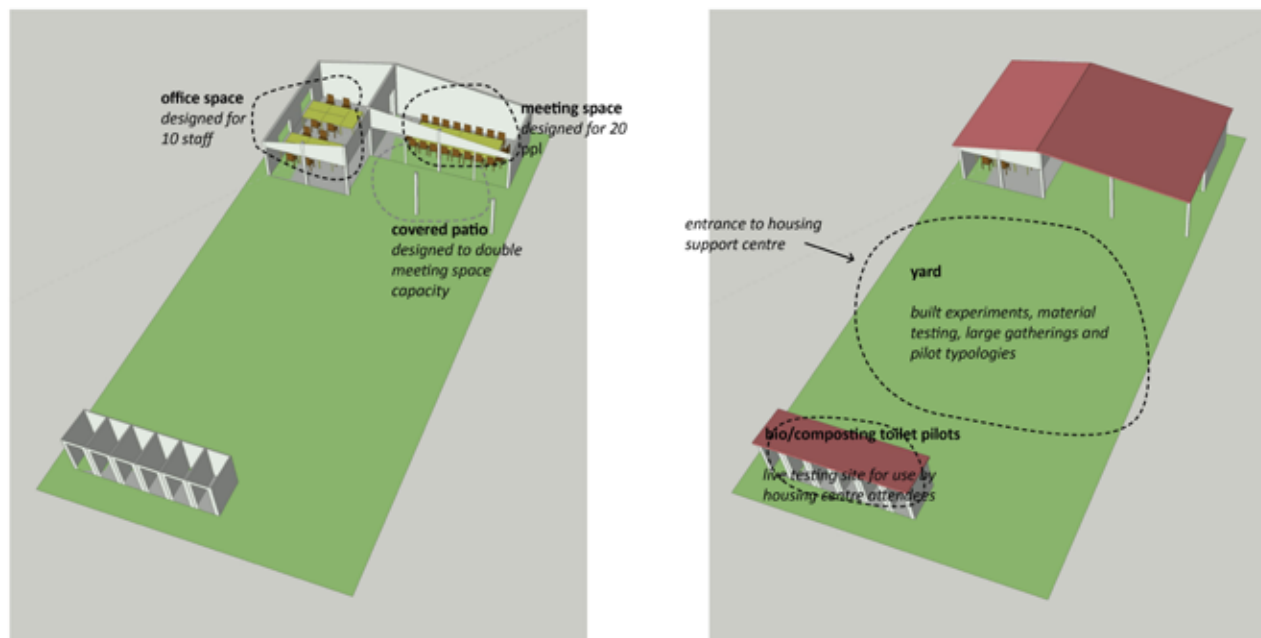 office space
designed for
10 staff
meeting space
designed for 20
ppl
covered patio
designed to double
meeting space
capacity
entrance to housing
support centre
yard
built experiments, material
testing, large gatherings and
pilot typologies
bio/composting toilet pilots
live testing site for use by
housing centre attendees